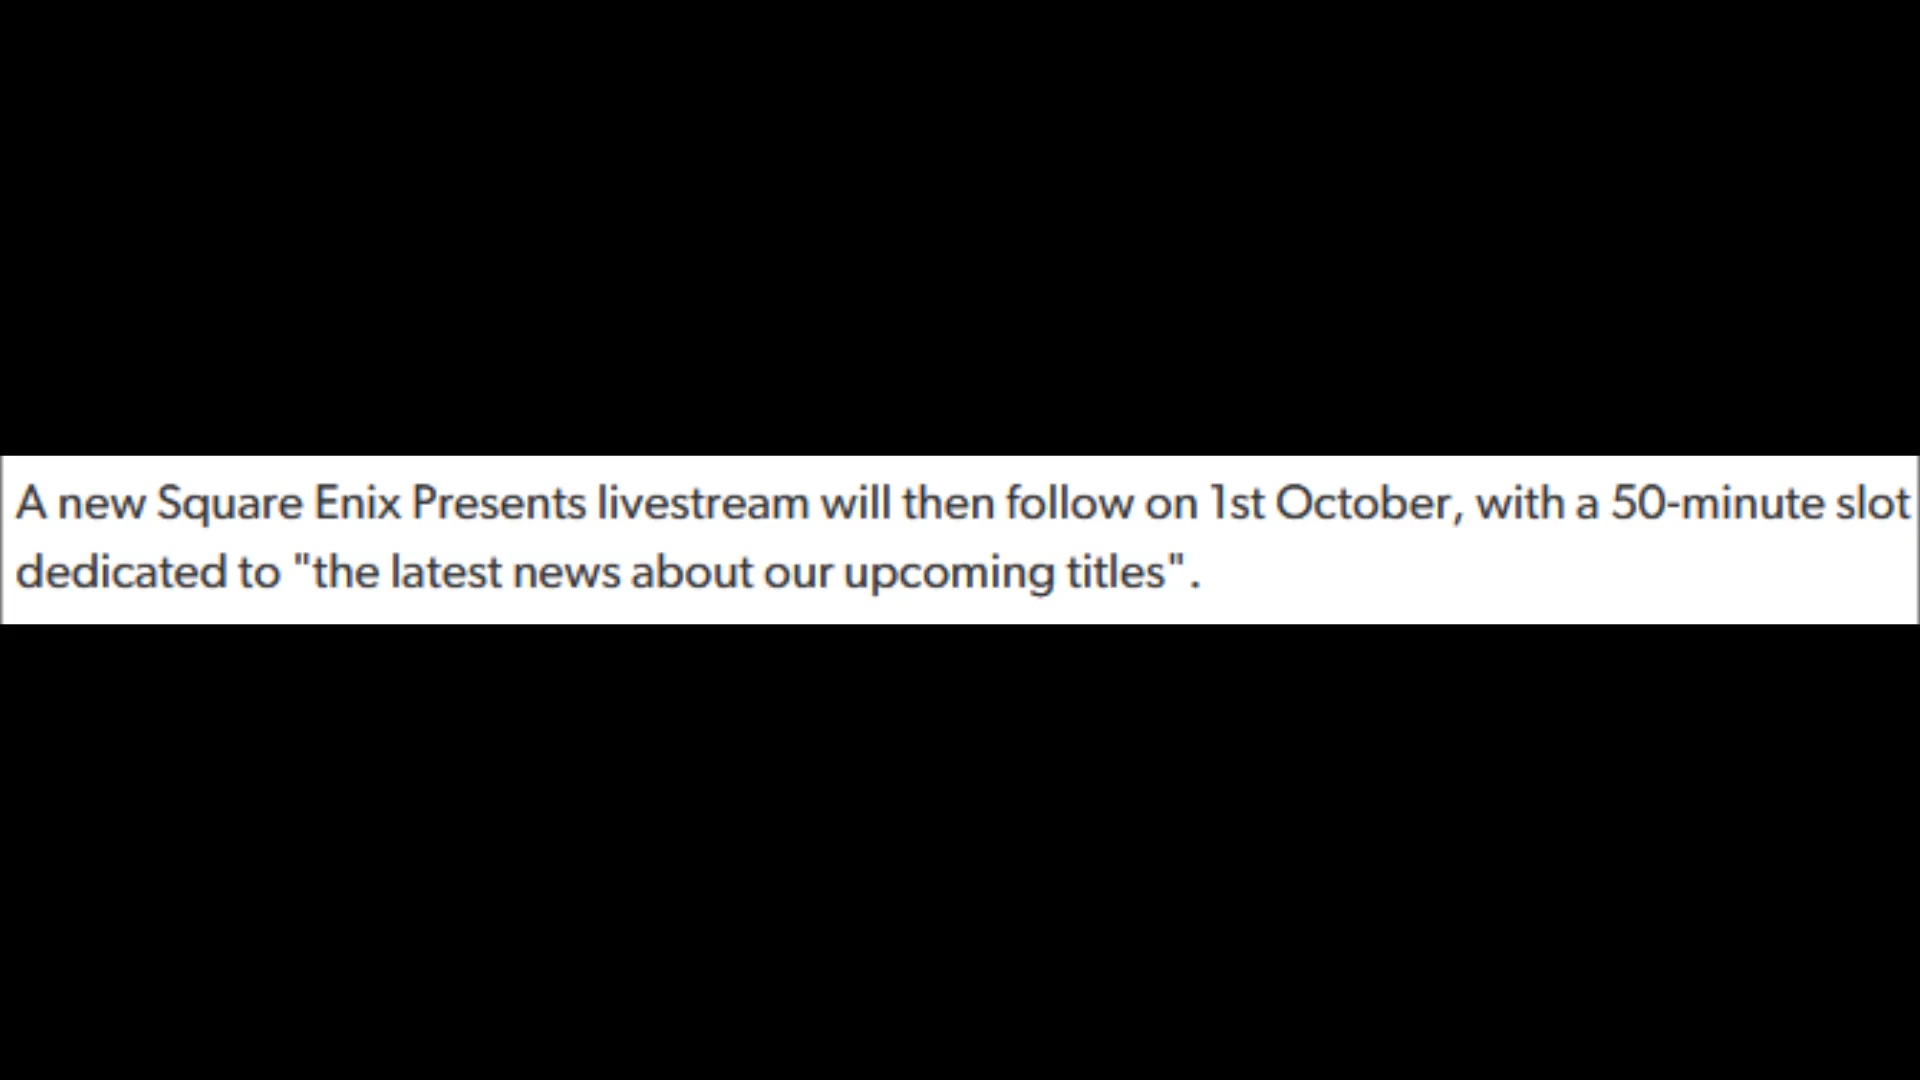 A new Square Enix Presents livestream will then follow on 1st October, with a 50-minute slot
dedicated to "the latest news about our upcoming titles".